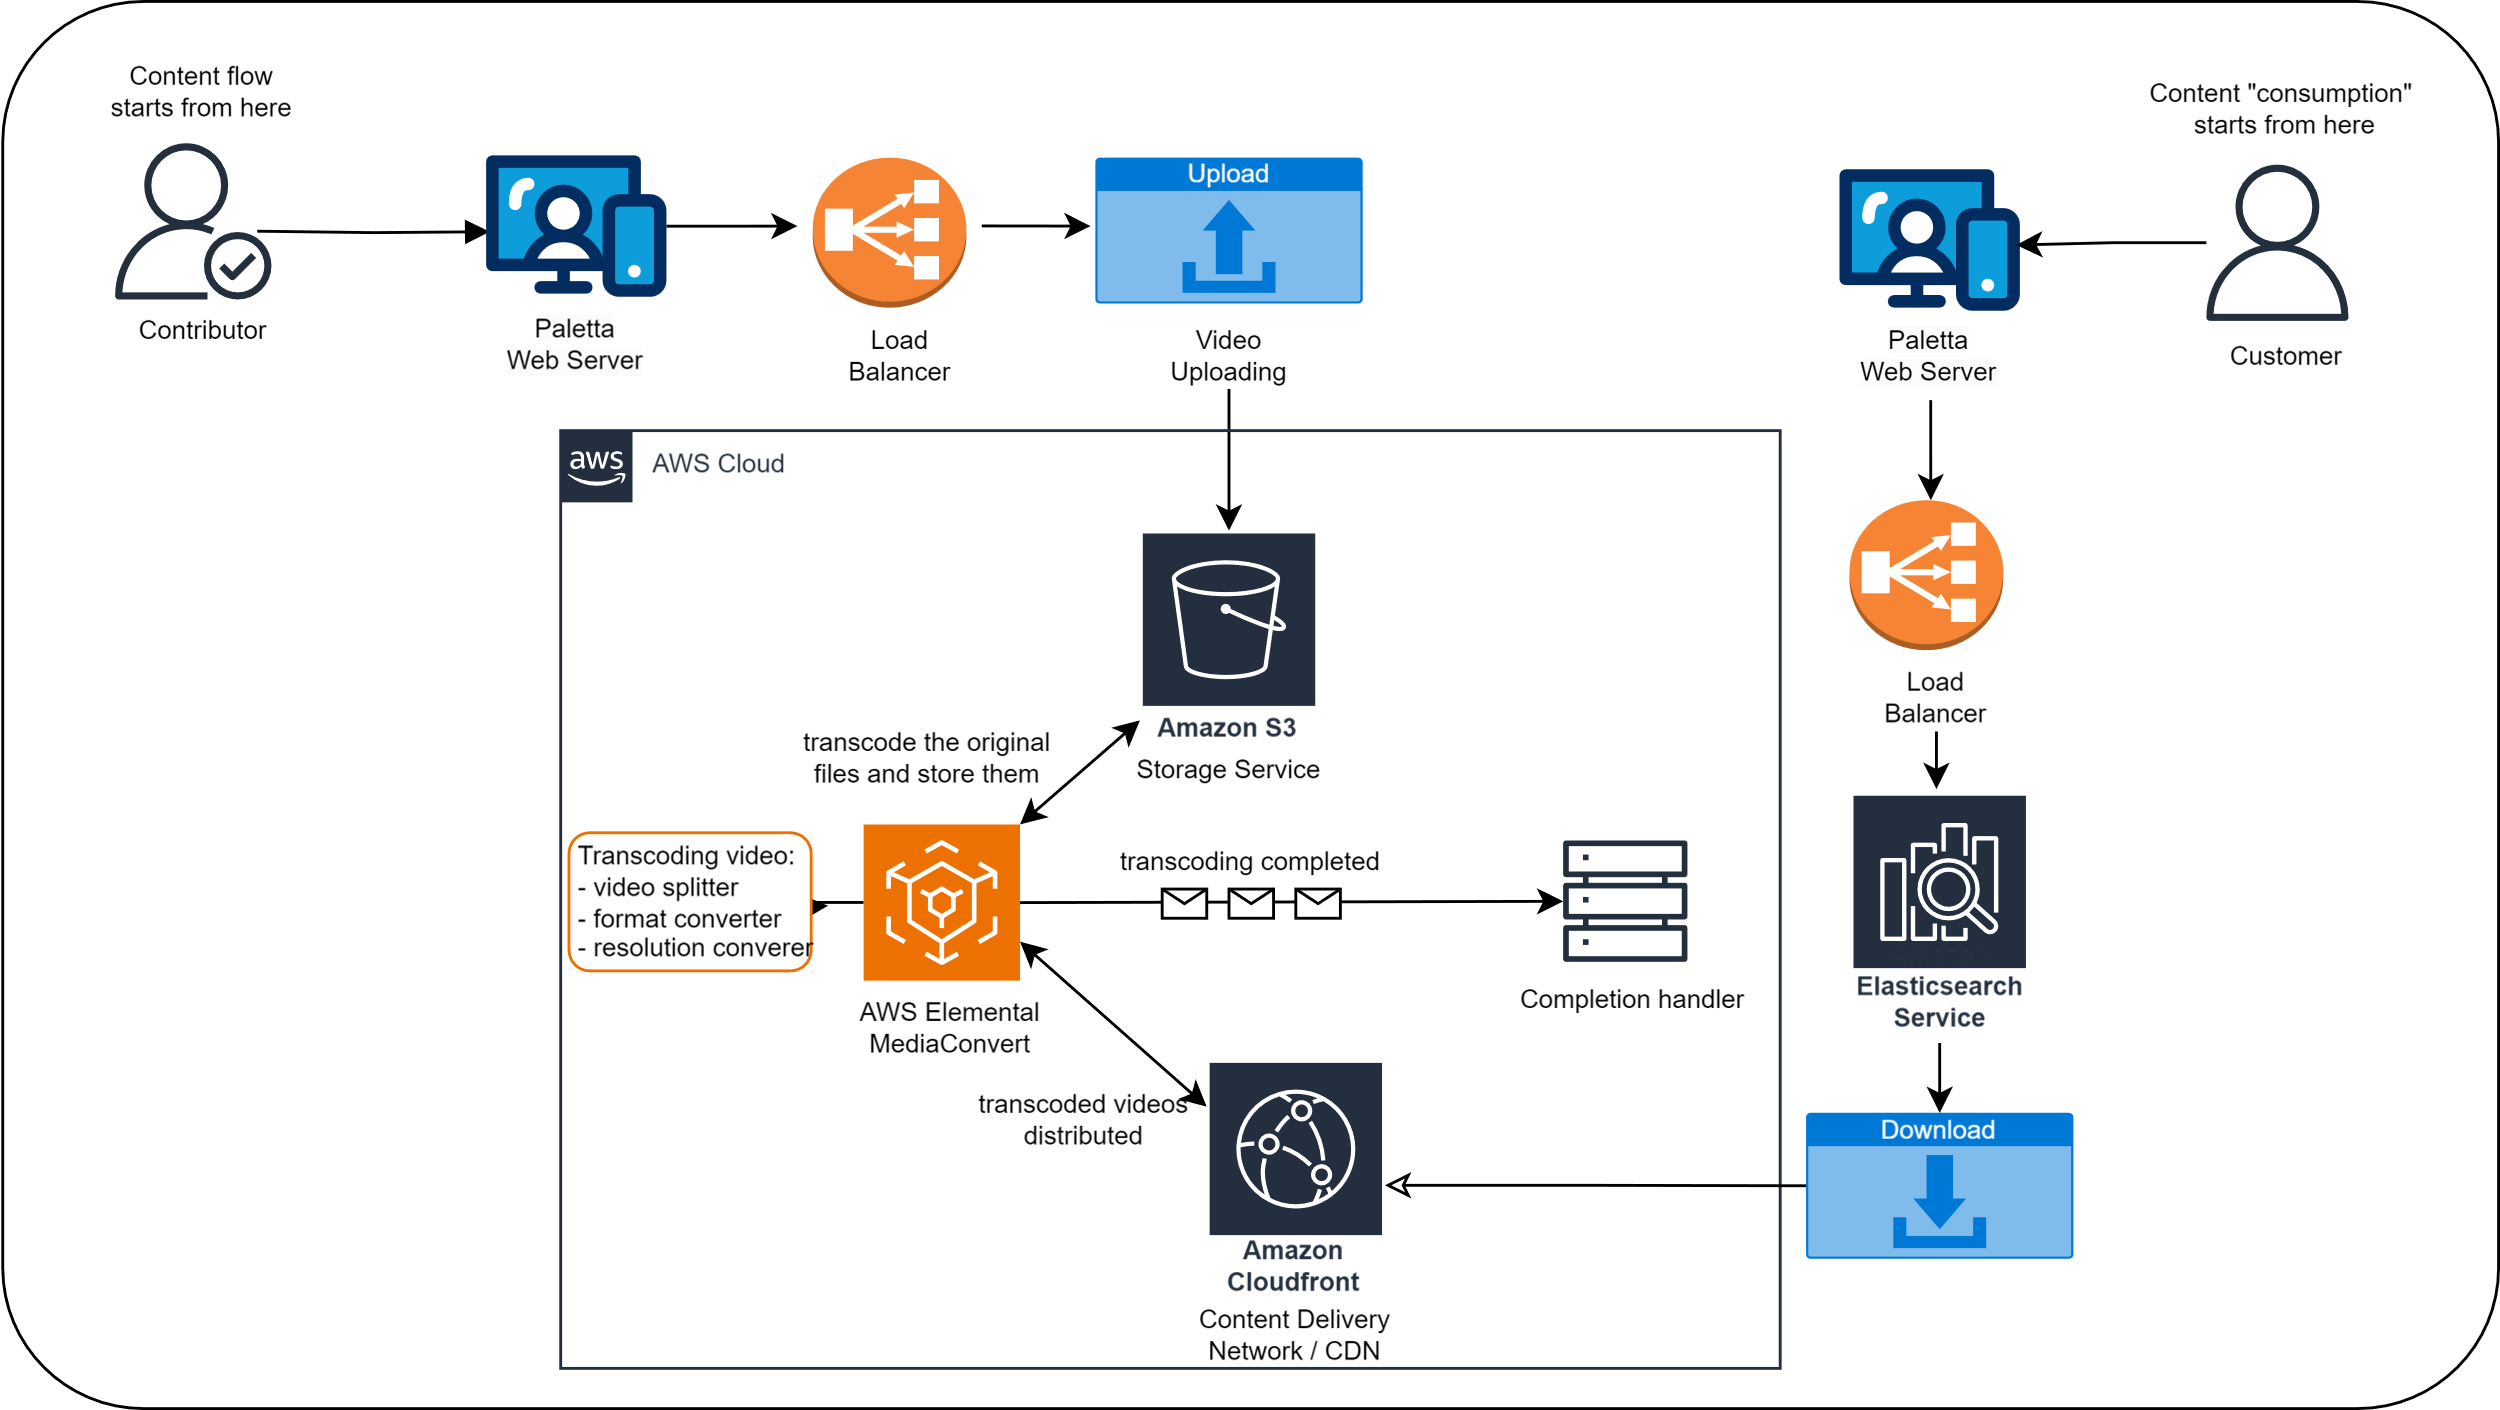 Content flow
starts from here
Contributor
Paletta
Web Server
Load
Balancer
Upload
Video
Uploading
Content "consumption"
starts from here
Customer
Paletta
Web Server
Load
Balancer
Elasticsearch
Service
Download
aws
AWS Cloud
Amazon S3
Storage Service
transcode the original
files and store them
Transcoding video:
- video splitter
- format converter
- resolution converer
AWS Elemental
MediaConvert
transcoding completed
Completion handler
transcoded videos
distributed
Amazon
Cloudfront
Content Delivery
Network / CDN